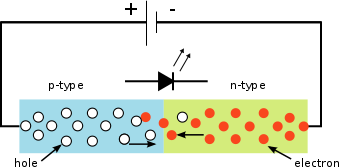 + -
p-type n-type
hole electron